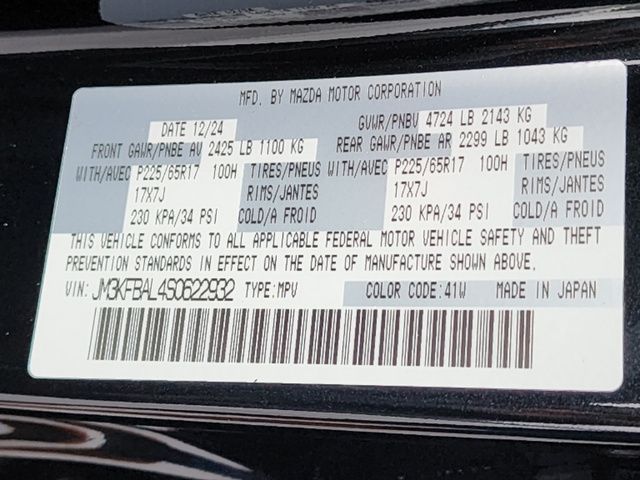 MFD. BY MAZDA MOTOR CORPORATION
DATE 12/24 GVWR/PNBV 4724 LB 2143 KG
FRONT GAWR/PNBE AV 2425 LB 1100 KG REAR GAWR/PNBE AR 2299 LB 1043 KG
WITH/AVEC P225/65R17 100H TIRES/PNEUS WITH/AVEC P225/65R17 100H TIRES/PNEUS
17X7J RIMS/JANTES 17X7J RIMS/JANTES
230 KPA/34 PSI COLD/A FROID 230 KPA/34 PSI COLD/A FROID
THIS VEHICLE CONFORMS TO ALL APPLICABLE FEDERAL MOTOR VEHICLE SAFETY AND THEFT
PREVENTION STANDARDS IN EFFECT ON THE DATE OF MANUFACTURE SHOWN ABOVE.
VIN: JM3KFBAL4S0622932 TYPE:MPV COLOR CODE:41W MADE IN JAPAN